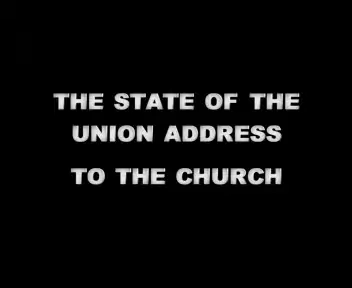 THE STATE OF THE
UNION ADDRESS
TO THE CHURCH